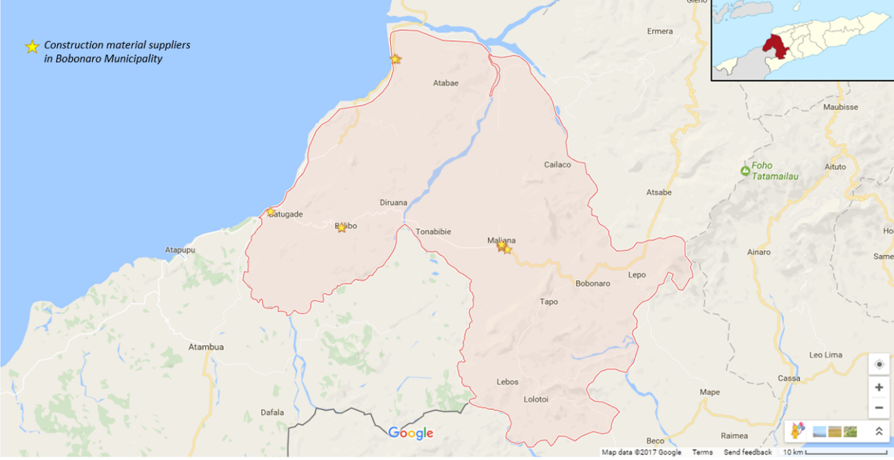 Construction material suppliers
in Bobonaro Municipality
Gleno
Ermera
Atabae
Maubisse
Cailaco
Foho
Tatamailau
Aituto
Atsabe
Diruana
Tonabibie
Maliana
Atapupu
Ainaro
Lepo
Bobonaro
Tapo
Atambua
Leo Lima
Cassa
Lebos
Lolotoi
Mape
Dafala
Raimea
Beco
Google
Map data ©2017 Google
Terms
Send feedback
10 km